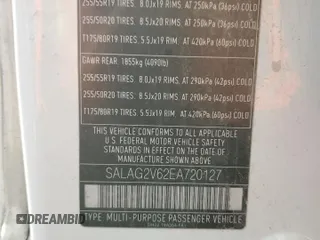 255/55R19 TIRES 8.0Jx19 RIMS, AT 250kPa (36psi) COLD
255/50R20 TIRES 8.5Jx20 RIMS, AT 250kPa (36psi) COLD
T175/80R19 TIRES 5.5Jx19 RIM, AT 420kPa (60psi) COLD
GAWR REAR: 1855kg (4090lb)
255/55R19 TIRES 8.0Jx19 RIMS AT 290kPa (42psi) COLD
255/50R20 TIRES 8.5Jx20 RIMS, AT 290kPa (42psi) COLD
T175/80R19 TIRES 5.5Jx19 RIM, AT 420kPa (60psi) COLD
THIS VEHICLE CONFORMS TO ALL APPLICABLE
U.S. FEDERAL MOTOR VEHICLE SAFETY
STANDARDS IN EFFECT ON THE DATE OF
MANUFACTURE SHOWN ABOVE
SALAG2V62EA720127
TYPE: MULTI-PURPOSE PASSENGER VEHICLE
DREAMBID
IAAI